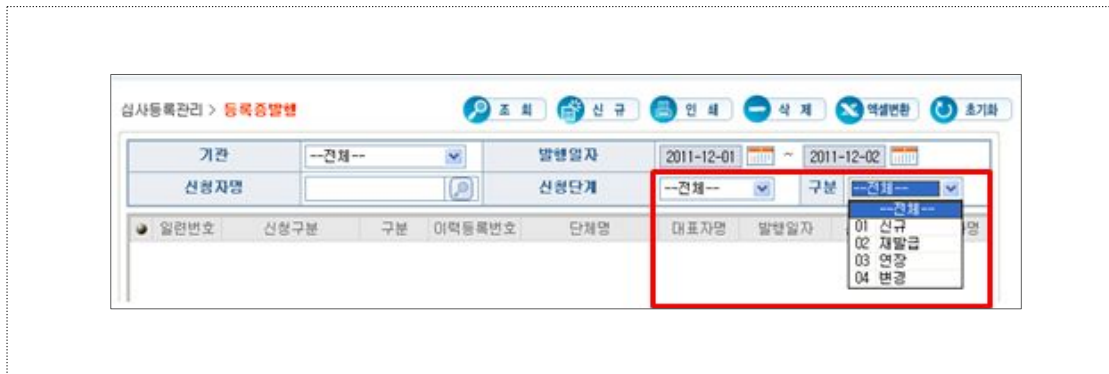 심사등록관리 > 등록증발행 조 회 신 규 인 쇄 삭 제 엑셀변환 초기화
기관 --전체-- 발행일자 2011-12-01 ~ 2011-12-02
신청자명 신청단계 --전체-- 구분 --전체--
일련번호 신청구분 구분 이력등록번호 단체명 대표자명 발행일자
--전체--
01 신규
02 재발급
03 연장
04 변경